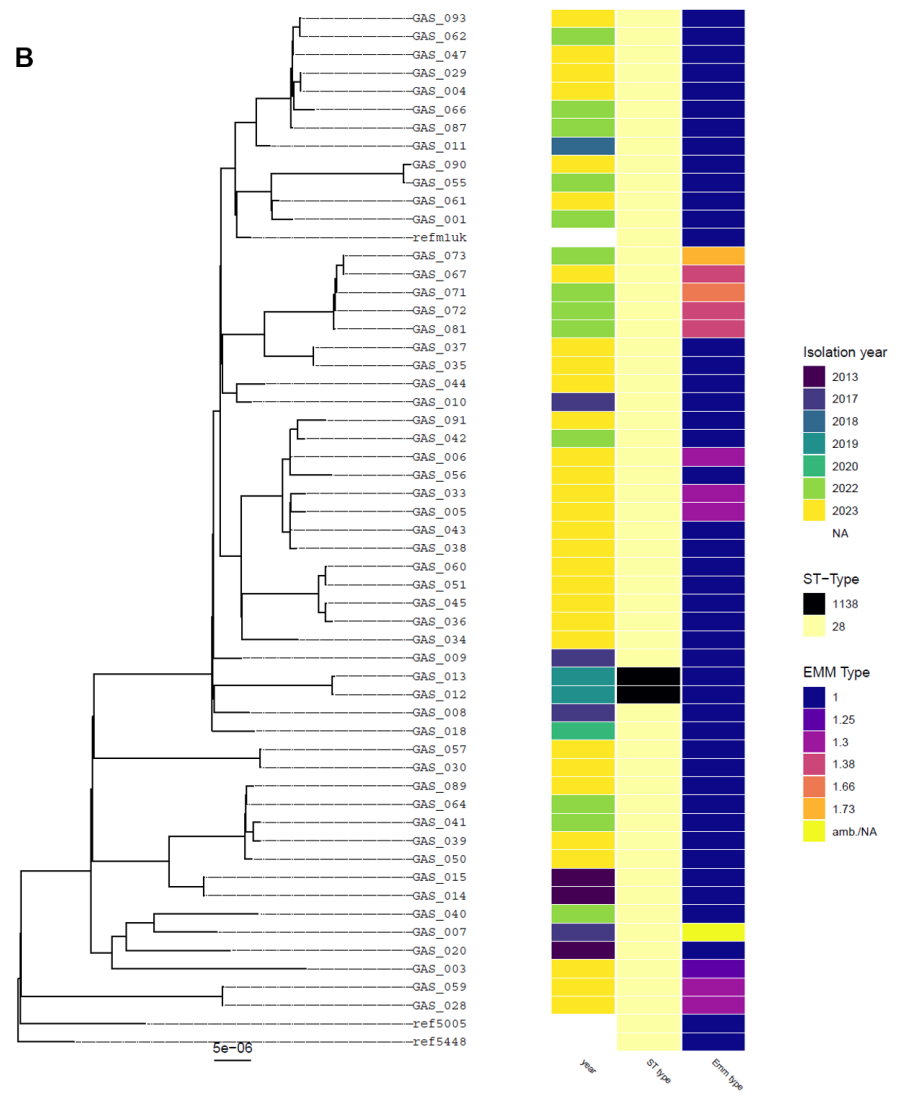 B
GAS_093
GAS_062
GAS_047
GAS_029
GAS_004
GAS_066
GAS_087
GAS_011
GAS_090
GAS_055
GAS_061
GAS_001
refm1uk
GAS_073
GAS_067
GAS_071
GAS_072
GAS_081
GAS_037
GAS_035
GAS_044
GAS_010
GAS_091
GAS_042
GAS_006
GAS_056
GAS_033
GAS_005
GAS_043
GAS_038
GAS_060
GAS_051
GAS_045
GAS_036
GAS_034
GAS_009
GAS_013
GAS_012
GAS_008
GAS_018
GAS_057
GAS_030
GAS_089
GAS_064
GAS_041
GAS_039
GAS_050
GAS_015
GAS_014
GAS_040
GAS_007
GAS_020
GAS_003
GAS_059
GAS_028
ref5005
ref5448
5e−06
year
ST type
Emm type
Isolation year
2013
2017
2018
2019
2020
2022
2023
NA
ST−Type
1138
28
EMM Type
1
1.25
1.3
1.38
1.66
1.73
amb./NA